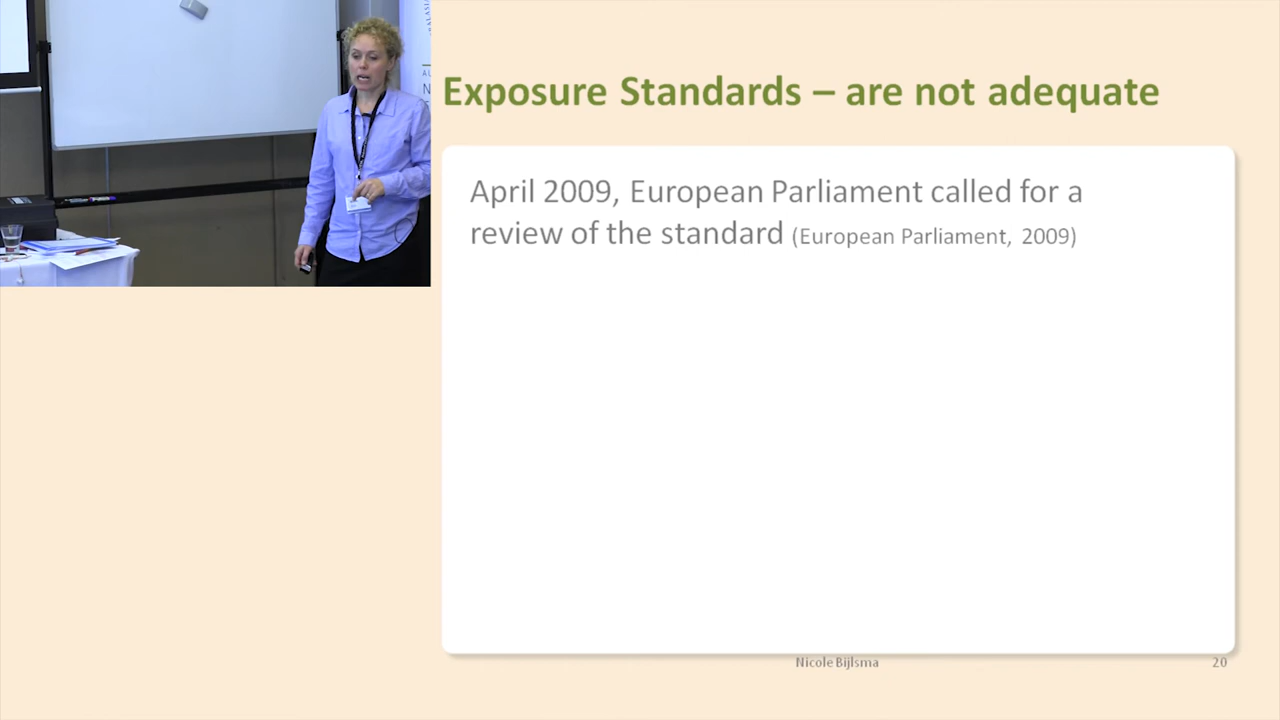 Exposure Standards – are not adequate
April 2009, European Parliament called for a
review of the standard (European Parliament, 2009)
Nicole Bijlsma
20